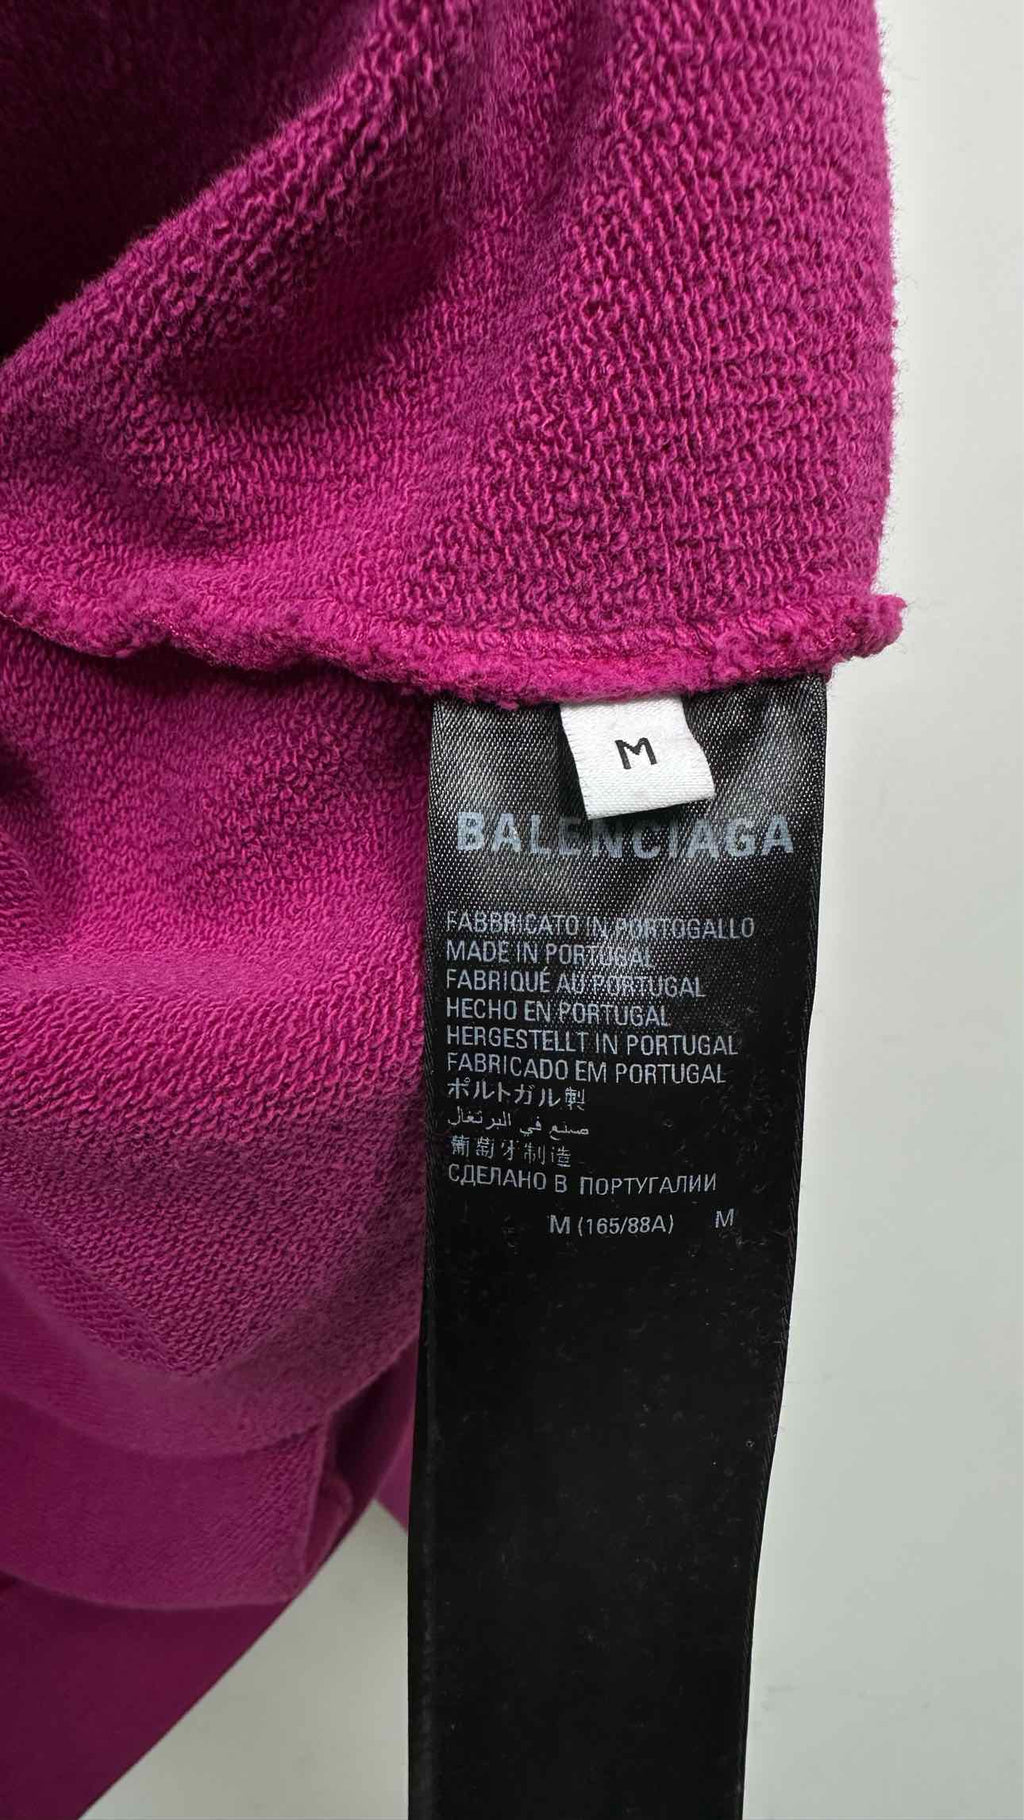 M
BALENCIAGA
FABBRICATO IN PORTOGALLO
MADE IN PORTUGAL
FABRIQUÉ AU PORTUGAL
HECHO EN PORTUGAL
HERGESTELLT IN PORTUGAL
FABRICADO EM PORTUGAL
ポルトガル製
صنع في البرتغال
葡萄牙制造
СДЕЛАНО В ПОРТУГАЛИИ
M (165/88A) M